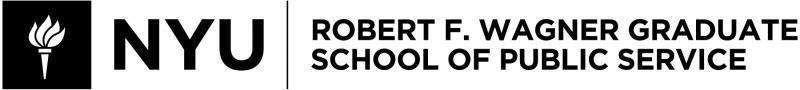 NYU
ROBERT F. WAGNER GRADUATE
SCHOOL OF PUBLIC SERVICE